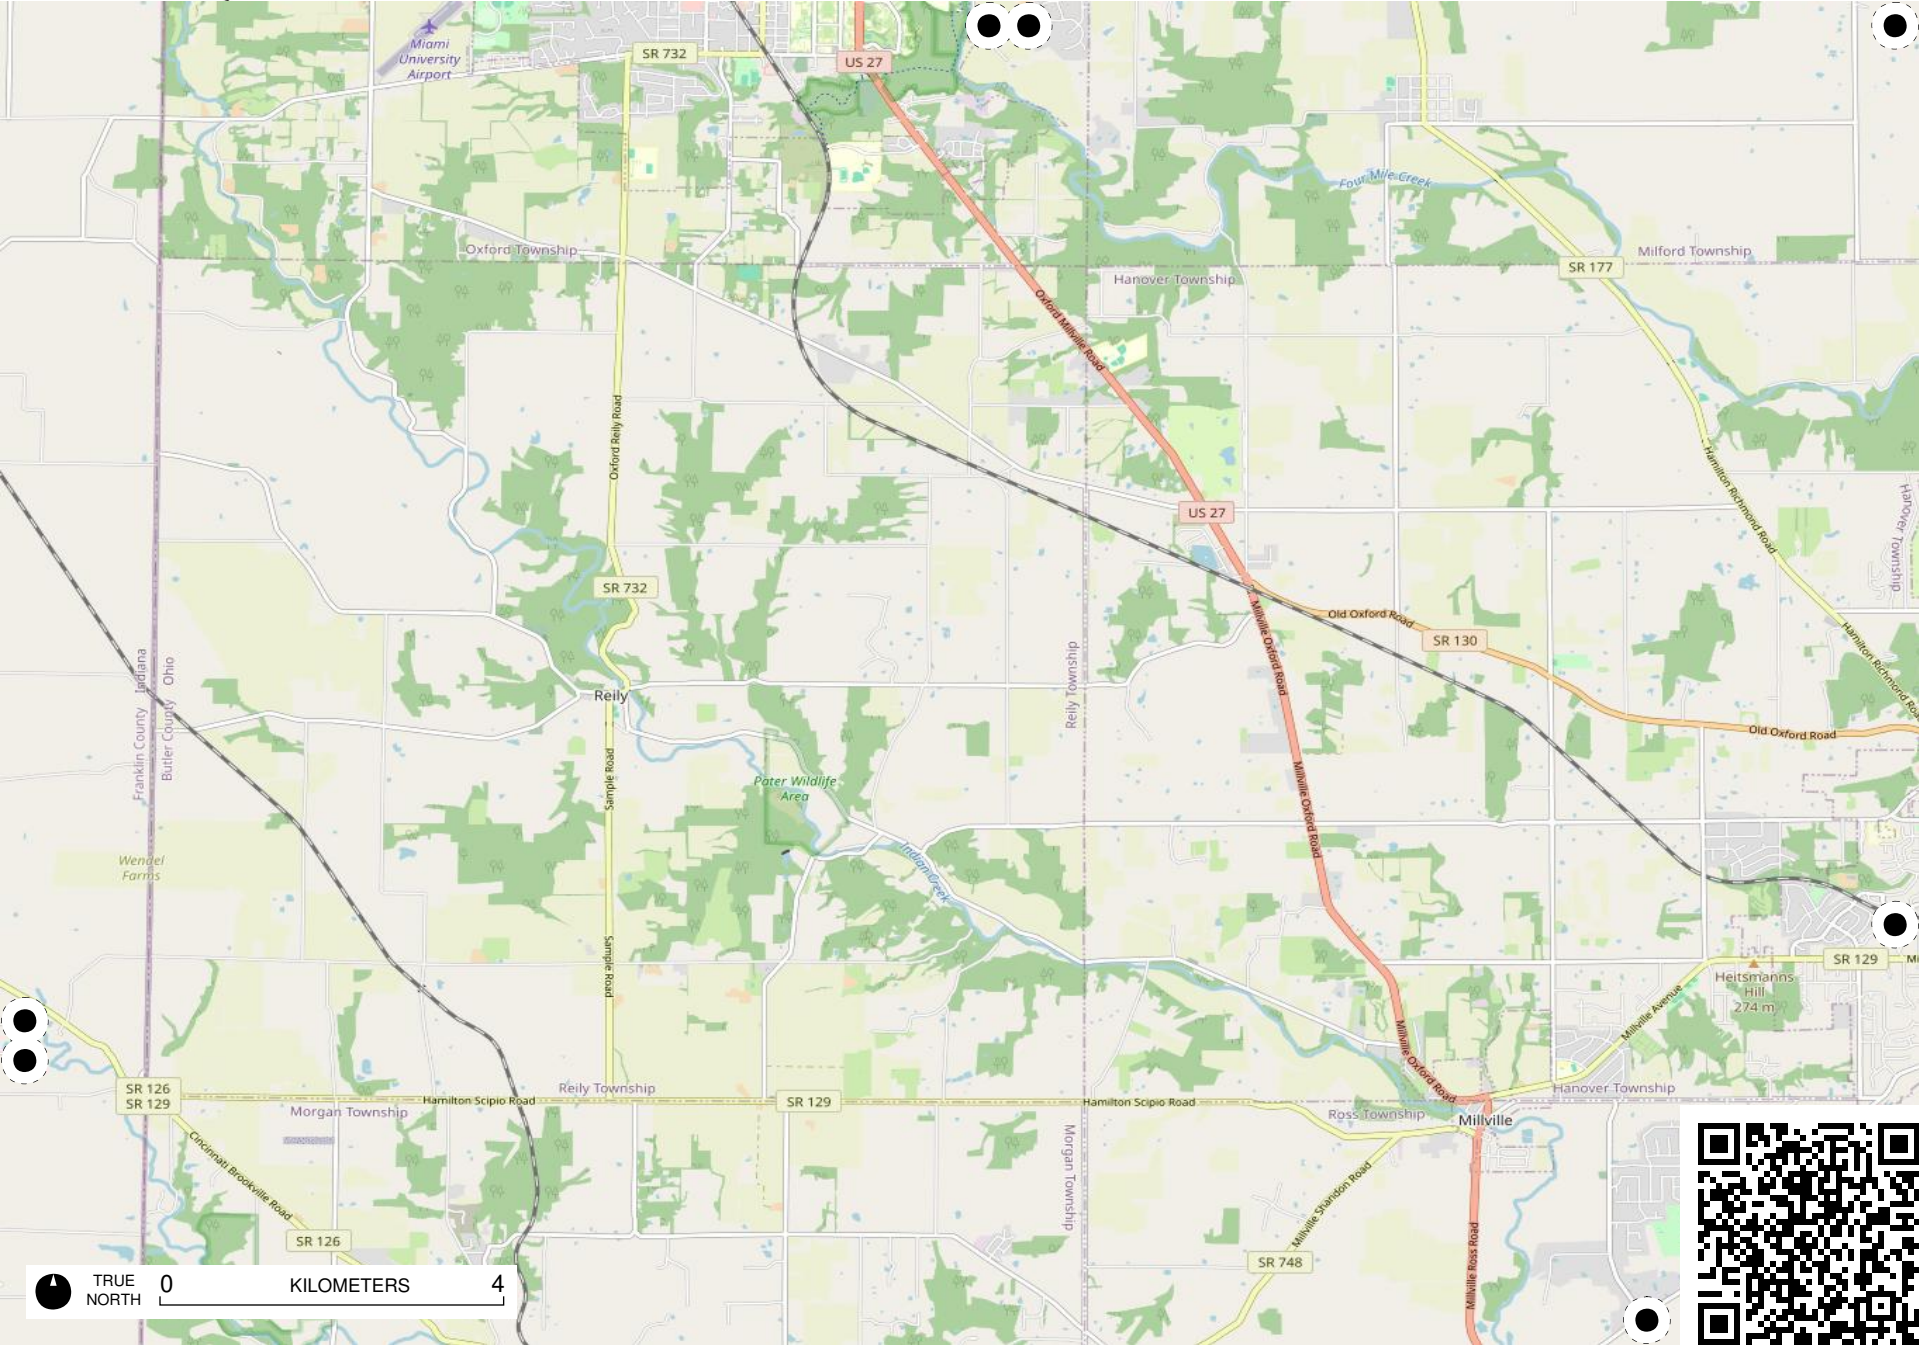 Miami
University
Airport
SR 732
US 27
Four Mile Creek
Oxford Township
Milford Township
SR 177
Hanover Township
Oxford Millville Road
Oxford Reily Road
Hamilton Richmond Road
Hanover Township
US 27
SR 732
Old Oxford Road
SR 130
Millville Oxford Road
Hamilton Richmond Roa
Reily Township
Indiana
Ohio
Franklin County
Butler County
Reily
Old Oxford Road
Sample Road
Pater Wildlife
Area
Millville Oxford Road
Wendel
Farms
Indian Creek
Sample Road
SR 129
Mi
Heitsmanns
Hill
274 m
Millville Avenue
Millville Oxford Road
SR 126
SR 129
Reily Township
Hamilton Scipio Road
Morgan Township
SR 129
Hamilton Scipio Road
Hanover Township
Ross Township
Millville
Cincinnati Brookville Road
Morgan Township
Millville Shandon Road
SR 126
SR 748
Millville Ross Road
TRUE
NORTH
0 KILOMETERS 4